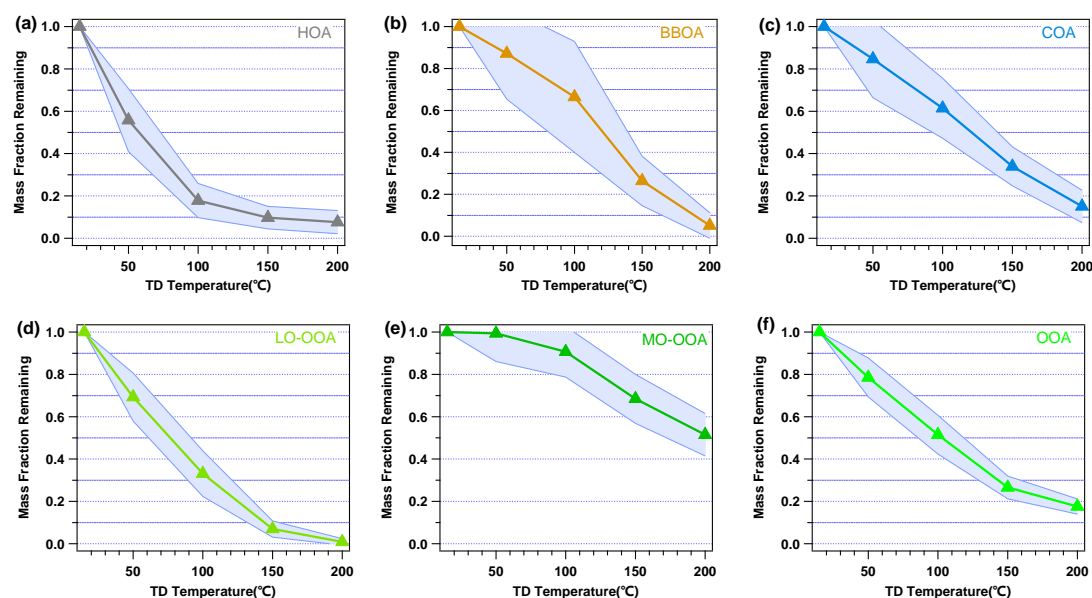 (a)
HOA
Mass Fraction Remaining
1.0
0.8
0.6
0.4
0.2
0.0
50
100
150
200
TD Temperature(℃)
(b)
BBOA
Mass Fraction Remaining
1.0
0.8
0.6
0.4
0.2
0.0
50
100
150
200
TD Temperature(℃)
(c)
COA
Mass Fraction Remaining
1.0
0.8
0.6
0.4
0.2
0.0
50
100
150
200
TD Temperature(℃)
(d)
LO-OOA
Mass Fraction Remaining
1.0
0.8
0.6
0.4
0.2
0.0
50
100
150
200
TD Temperature(℃)
(e)
MO-OOA
Mass Fraction Remaining
1.0
0.8
0.6
0.4
0.2
0.0
50
100
150
200
TD Temperature(℃)
(f)
OOA
Mass Fraction Remaining
1.0
0.8
0.6
0.4
0.2
0.0
50
100
150
200
TD Temperature(℃)